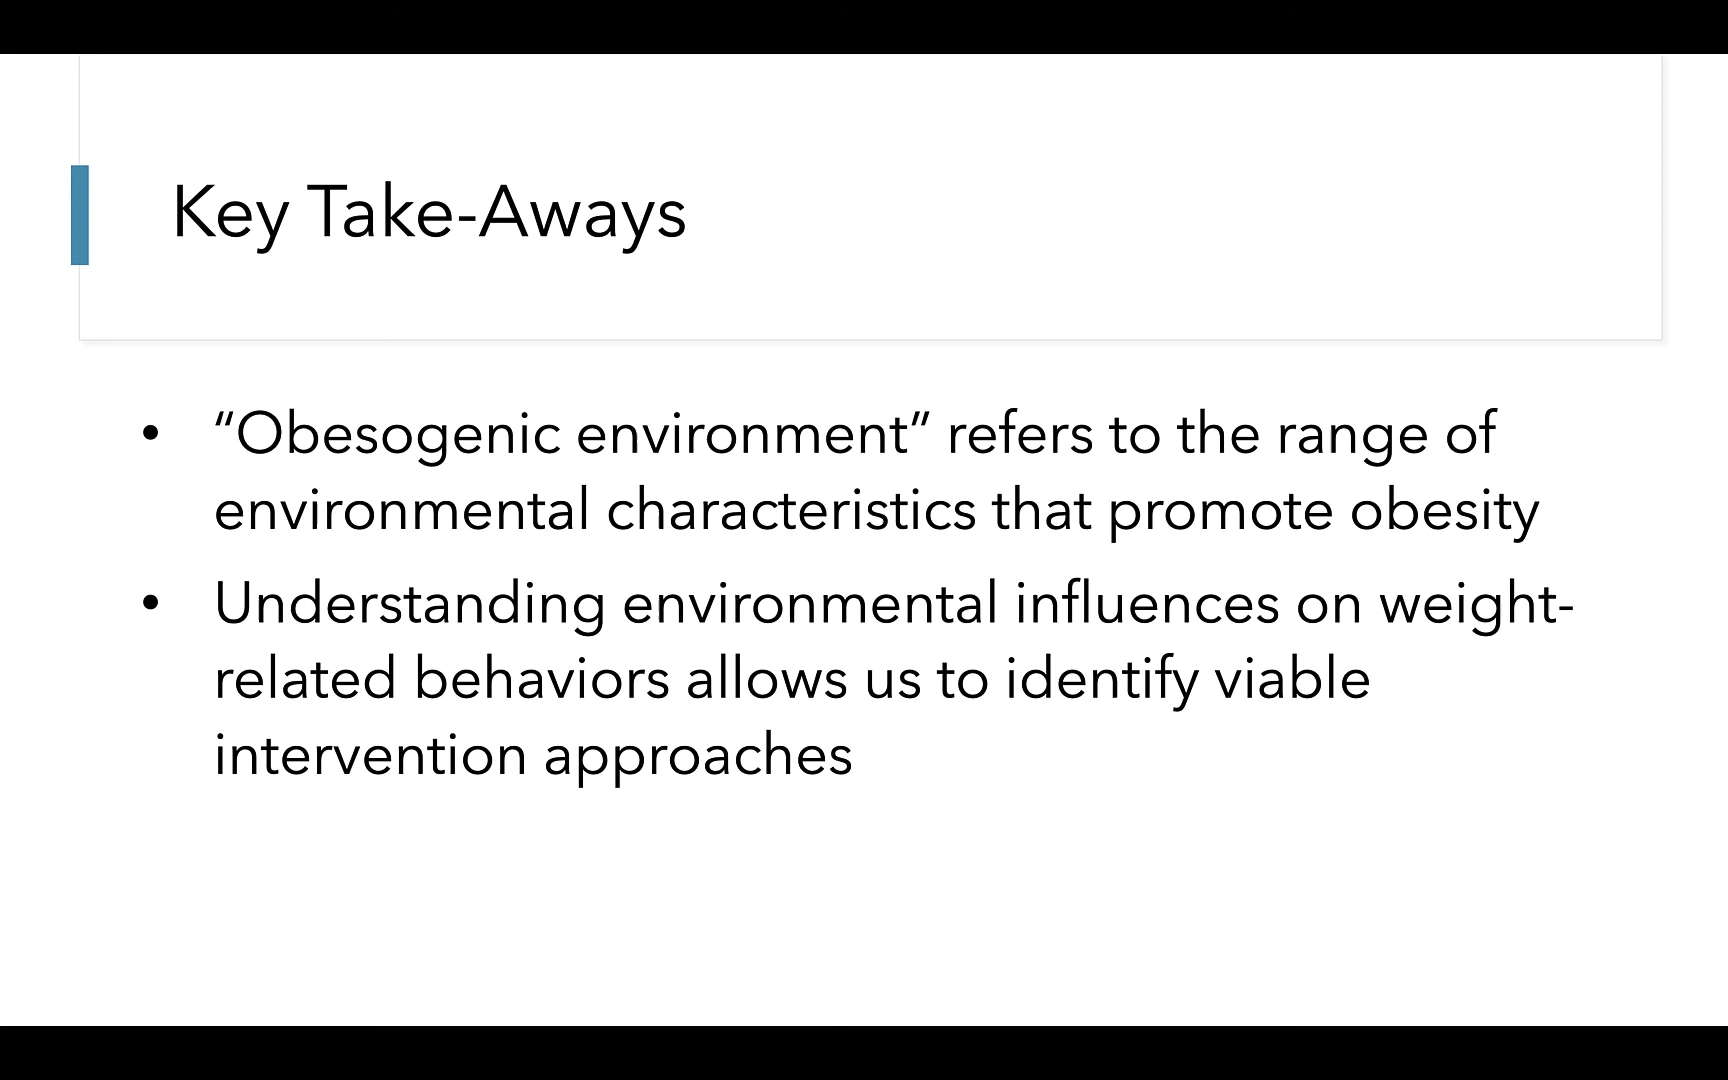 Key Take-Aways
• “Obesogenic environment” refers to the range of
environmental characteristics that promote obesity
• Understanding environmental influences on weight-
related behaviors allows us to identify viable
intervention approaches